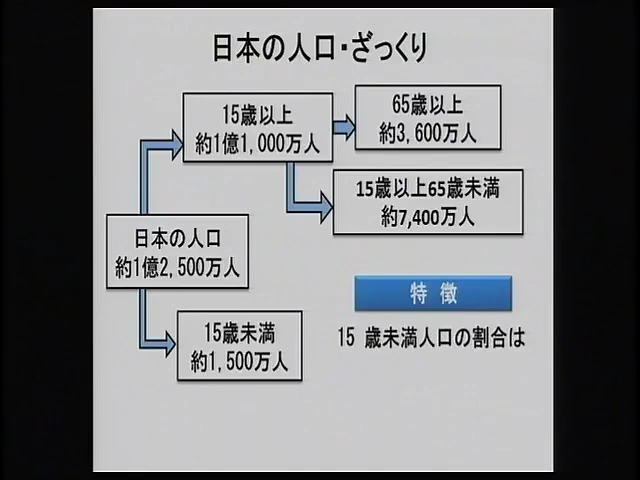 日本の人口・ざっくり
15歳以上
約1億1,000万人
65歳以上
約3,600万人
15歳以上65歳未満
約7,400万人
日本の人口
約1億2,500万人
特 徴
15歳未満
約1,500万人
15 歳未満人口の割合は